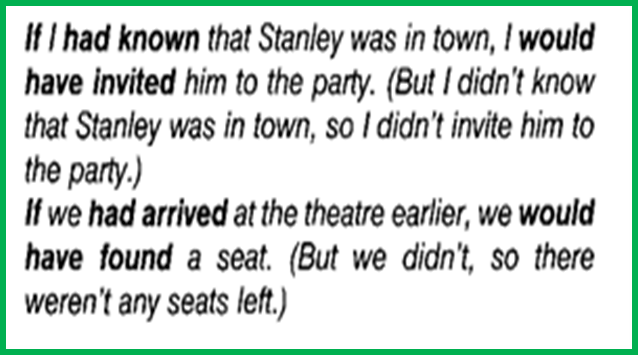 If I had known that Stanley was in town, I would
have invited him to the party. (But I didn't know
that Stanley was in town, so I didn't invite him to
the party.)
If we had arrived at the theatre earlier, we would
have found a seat. (But we didn't, so there
weren't any seats left.)